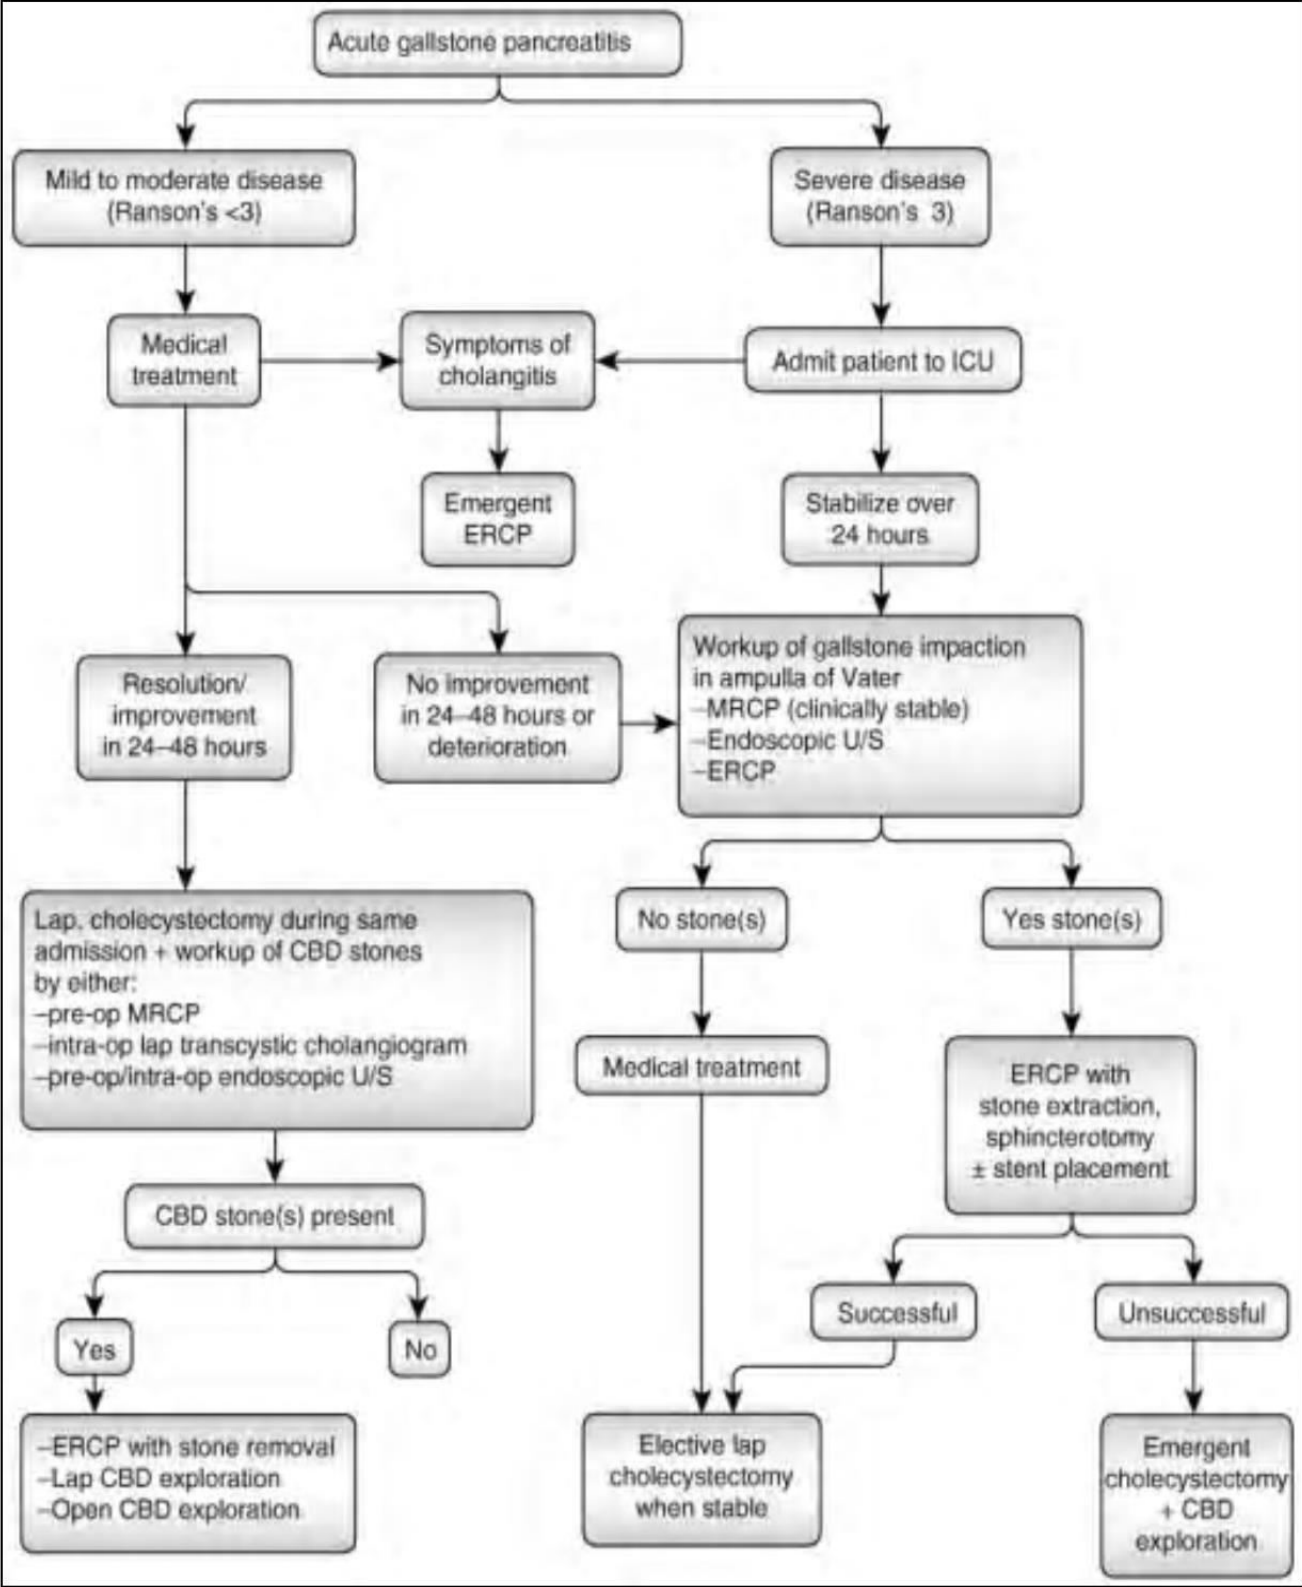 Acute gallstone pancreatitis
Mild to moderate disease
(Ranson's <3)
Severe disease
(Ranson's 3)
Medical
treatment
Symptoms of
cholangitis
Admit patient to ICU
Emergent
ERCP
Stabilize over
24 hours
Resolution/
improvement
in 24–48 hours
No improvement
in 24–48 hours or
deterioration
Workup of gallstone impaction
in ampulla of Vater
–MRCP (clinically stable)
–Endoscopic U/S
–ERCP
No stone(s)
Yes stone(s)
Lap, cholecystectomy during same
admission + workup of CBD stones
by either:
–pre-op MRCP
–intra-op lap transcystic cholangiogram
–pre-op/intra-op endoscopic U/S
Medical treatment
ERCP with
stone extraction,
sphincterotomy
± stent placement
CBD stone(s) present
Yes
No
Successful
Unsuccessful
–ERCP with stone removal
–Lap CBD exploration
–Open CBD exploration
Elective lap
cholecystectomy
when stable
Emergent
cholecystectomy
+ CBD
exploration